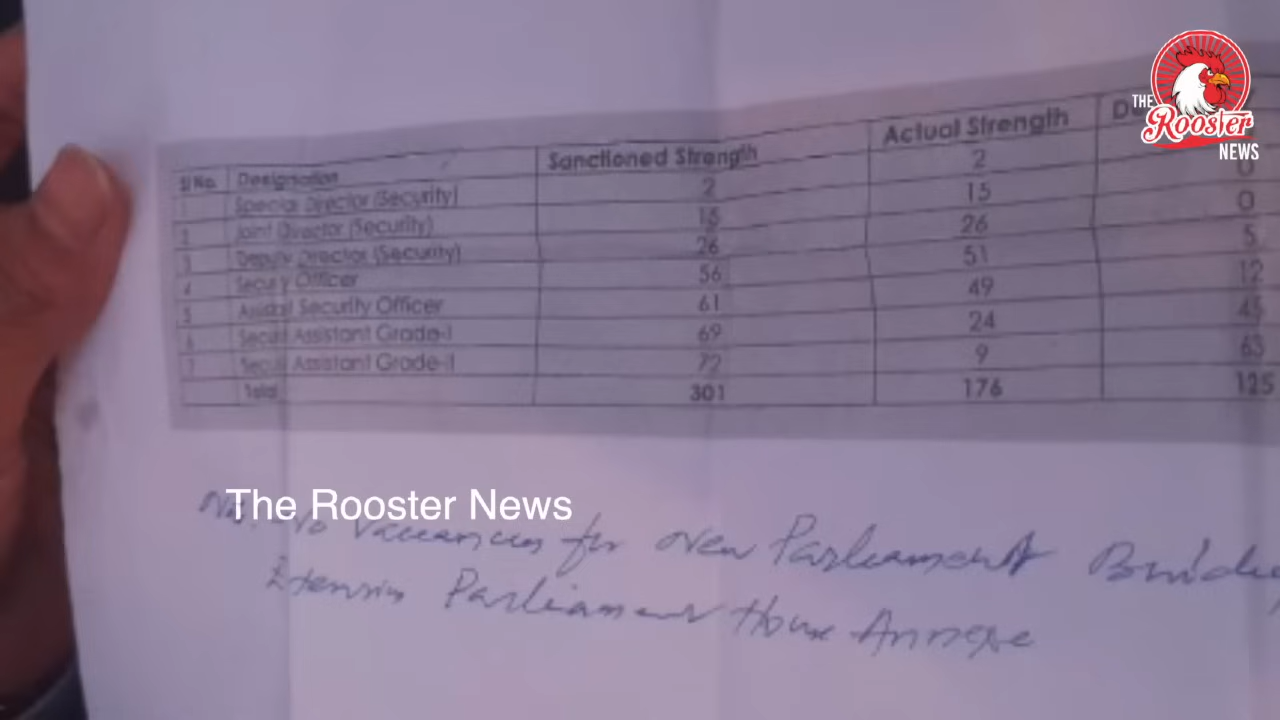 THE
Rooster
NEWS
Sl No. Designation Sanctioned Strength Actual Strength
1 Special Director (Security) 2 2 0
2 Joint Director (Security) 15 15 0
3 Deputy Director (Security) 26 26
4 Security Officer 56 51 5
5 Assistant Security Officer 61 49 12
6 Security Assistant Grade-I 69 24 45
7 Security Assistant Grade-II 72 9 63
Total 301 176 125
The Rooster News
No vacancies for new Parliament
Extension Parliament House Annexe